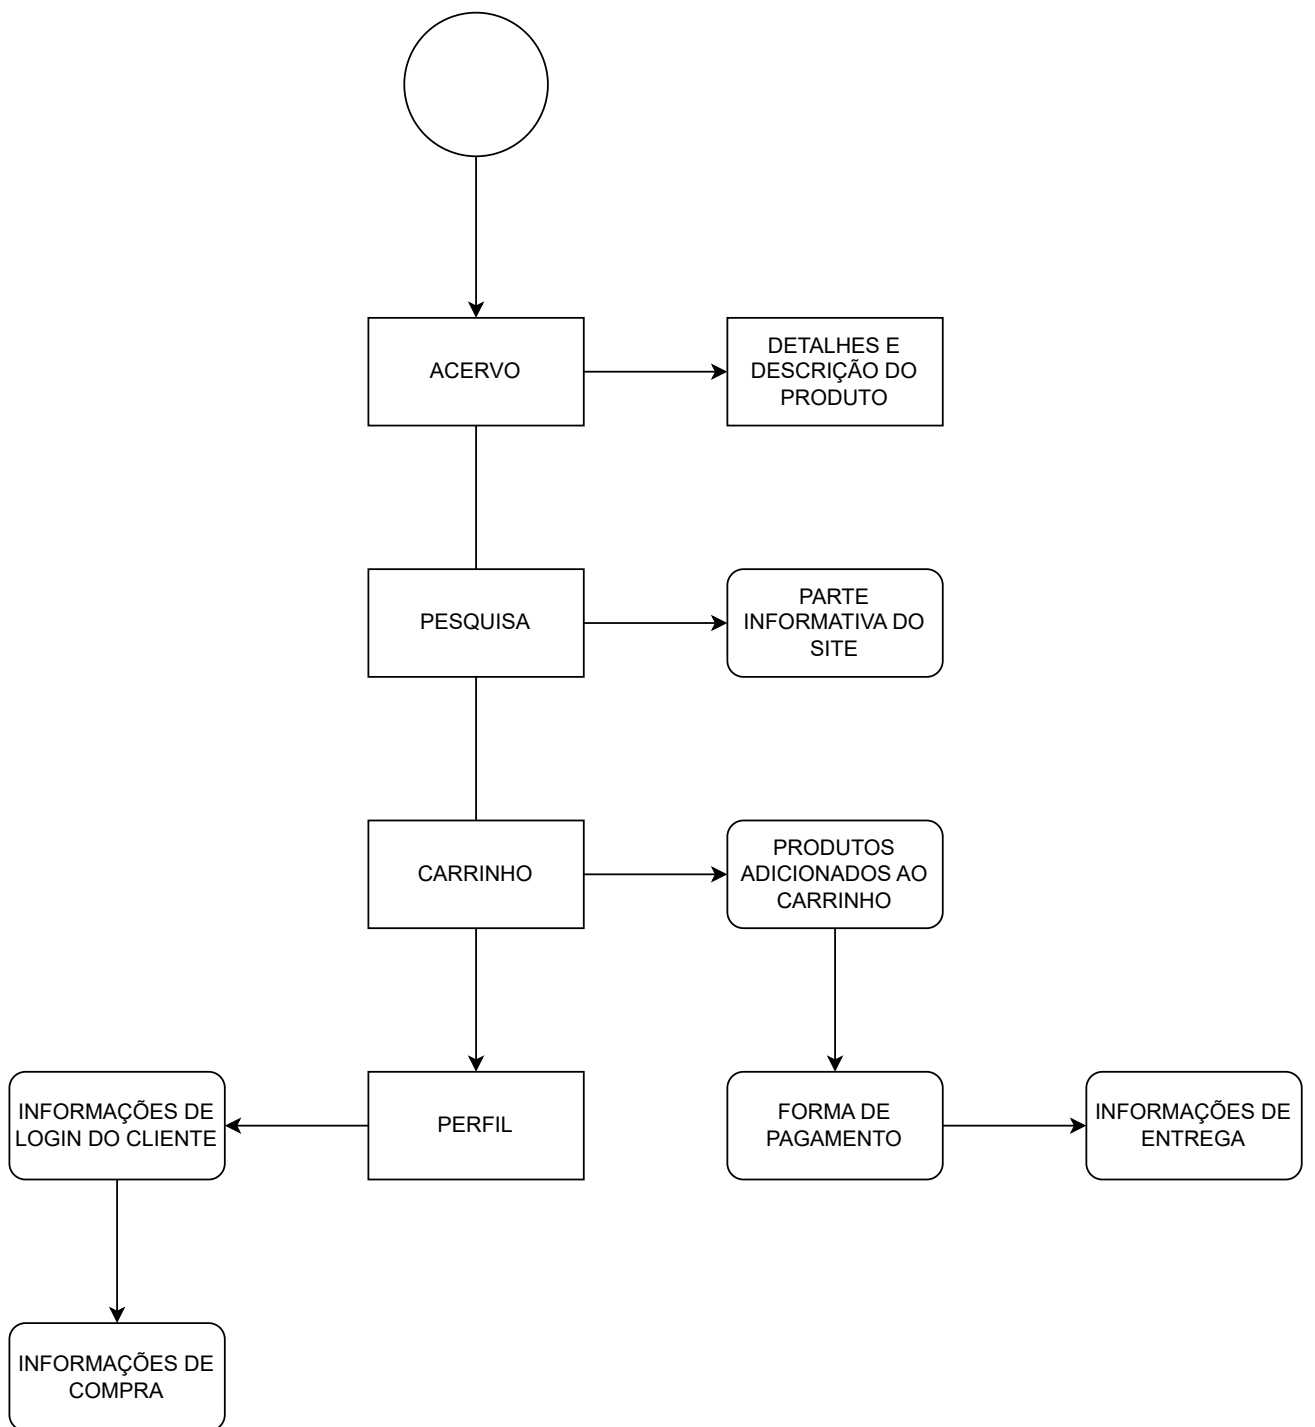 ACERVO
DETALHES E
DESCRIÇÃO DO
PRODUTO
PESQUISA
PARTE
INFORMATIVA DO
SITE
CARRINHO
PRODUTOS
ADICIONADOS AO
CARRINHO
INFORMAÇÕES DE
LOGIN DO CLIENTE
PERFIL
FORMA DE
PAGAMENTO
INFORMAÇÕES DE
ENTREGA
INFORMAÇÕES DE
COMPRA